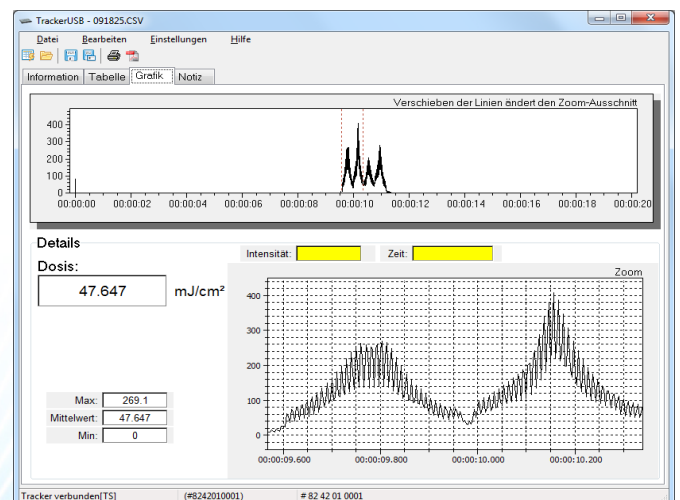 TrackerUSB - 091825.CSV
Datei Bearbeiten Einstellungen Hilfe
Information Tabelle Grafik Notiz
Verschieben der Linien ändert den Zoom-Ausschnitt
400
300
200
100
0
00:00:00 00:00:02 00:00:04 00:00:06 00:00:08 00:00:10 00:00:12 00:00:14 00:00:16 00:00:18 00:00:20
Details
Intensität: Zeit:
Dosis:
47.647 mJ/cm²
Zoom
400
300
200
100
0
00:00:09.600 00:00:09.800 00:00:10.000 00:00:10.200
Max: 269.1
Mittelwert: 47.647
Min: 0
Tracker verbunden[TS] (#8242010001) # 82 42 01 0001